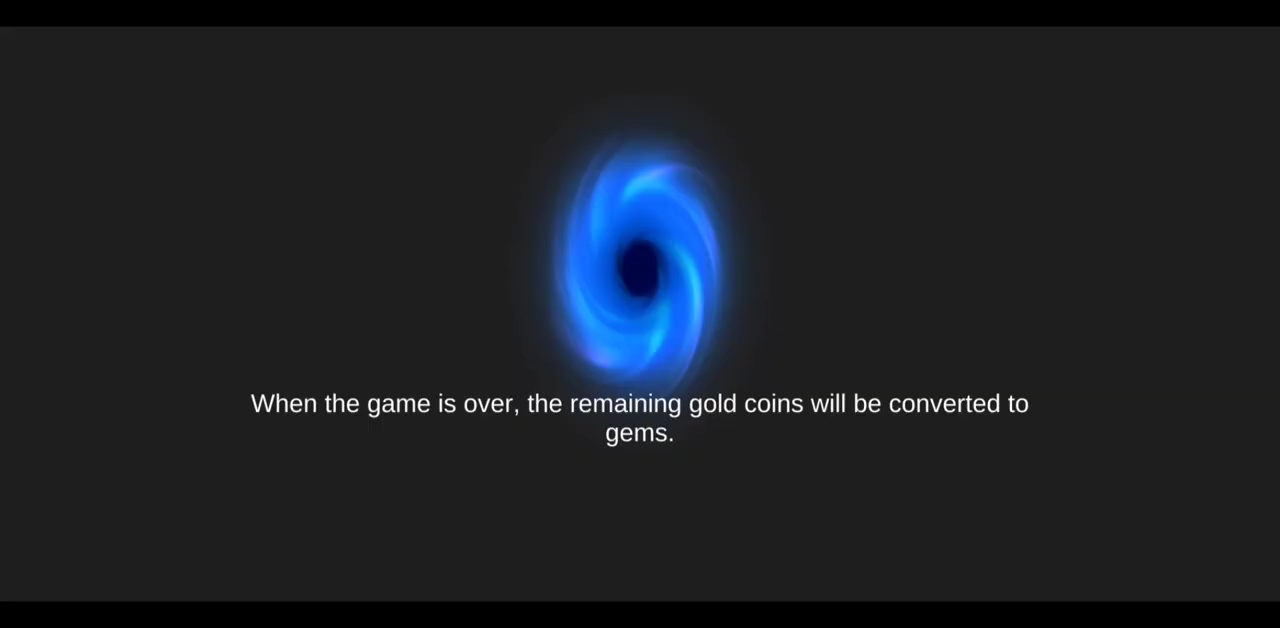 When the game is over, the remaining gold coins will be converted to
gems.